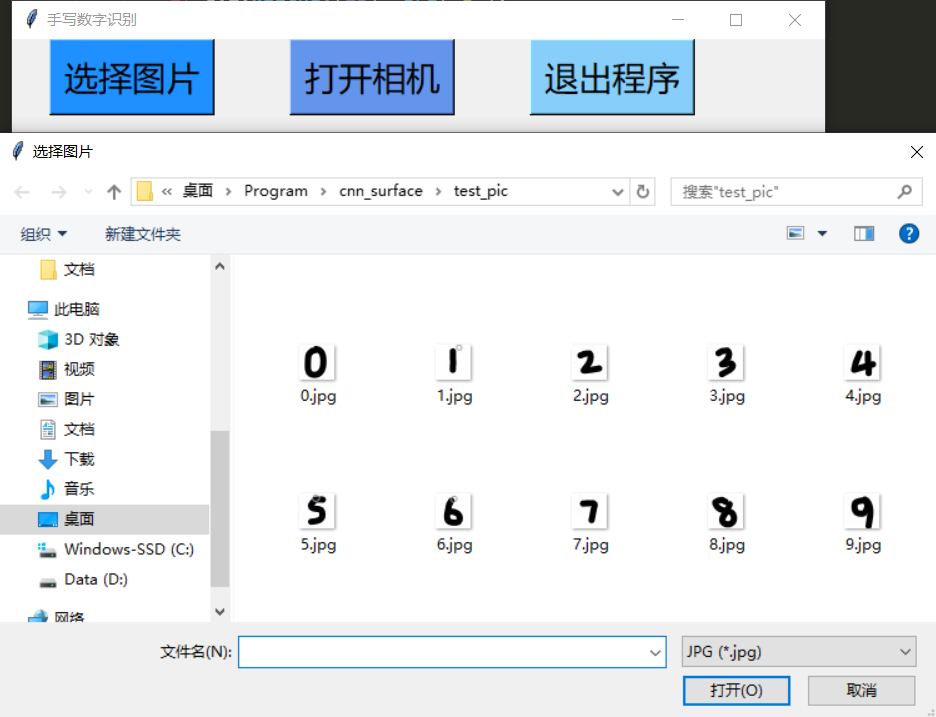 手写数字识别
选择图片 打开相机 退出程序
选择图片
« 桌面 › Program › cnn_surface › test_pic
搜索"test_pic"
组织 新建文件夹
文档
此电脑
3D 对象
视频
图片
文档
下载
音乐
桌面
Windows-SSD (C:)
Data (D:)
网络
0 1 2 3 4
0.jpg 1.jpg 2.jpg 3.jpg 4.jpg
5 6 7 8 9
5.jpg 6.jpg 7.jpg 8.jpg 9.jpg
文件名(N): JPG (*.jpg)
打开(O) 取消